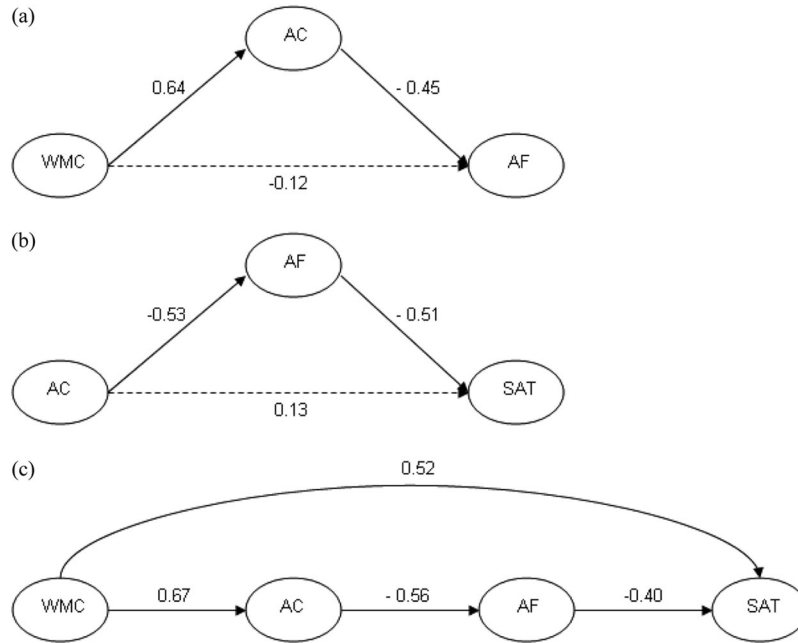 (a)
AC
0.64
- 0.45
WMC
AF
-0.12
(b)
AF
-0.53
- 0.51
AC
SAT
0.13
(c)
0.52
WMC
0.67
AC
- 0.56
AF
-0.40
SAT